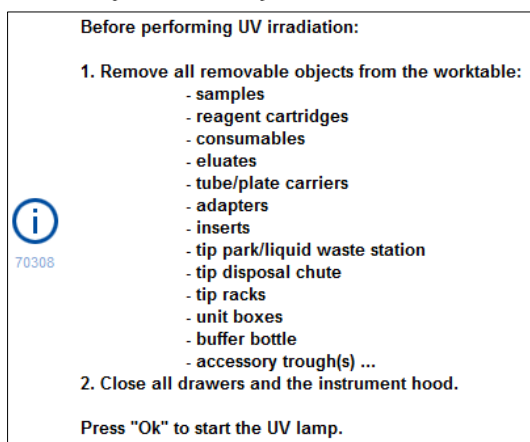 Before performing UV irradiation:
1. Remove all removable objects from the worktable:
- samples
- reagent cartridges
- consumables
- eluates
- tube/plate carriers
- adapters
- inserts
- tip park/liquid waste station
- tip disposal chute
- tip racks
- unit boxes
- buffer bottle
- accessory trough(s) ...
2. Close all drawers and the instrument hood.
Press "Ok" to start the UV lamp.
i
70308